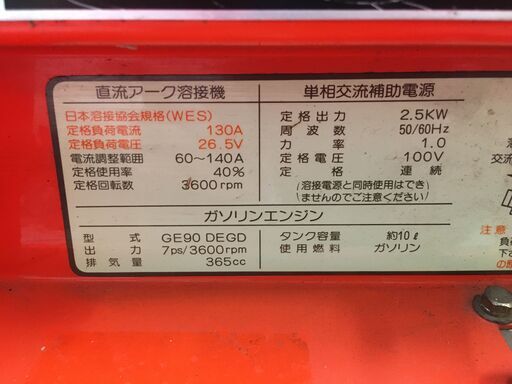 直流アーク溶接機
日本溶接協会規格(WES)
定格負荷電流 130A
定格負荷電圧 26.5V
電流調整範囲 60～140A
定格使用率 40%
定格回転数 3600rpm
単相交流補助電源
定格出力 2.5KW
周波数 50/60Hz
力率 1.0
定格電圧 100V
定格 連続
(溶接電源と同時使用はでき
ませんのでご注意ください)
ガソリンエンジン
型式 GE90 DEGD
出力 7ps/3600rpm
排気量 365cc
タンク容量 約10ℓ
使用燃料 ガソリン
交流
注意
負荷
下さ
の